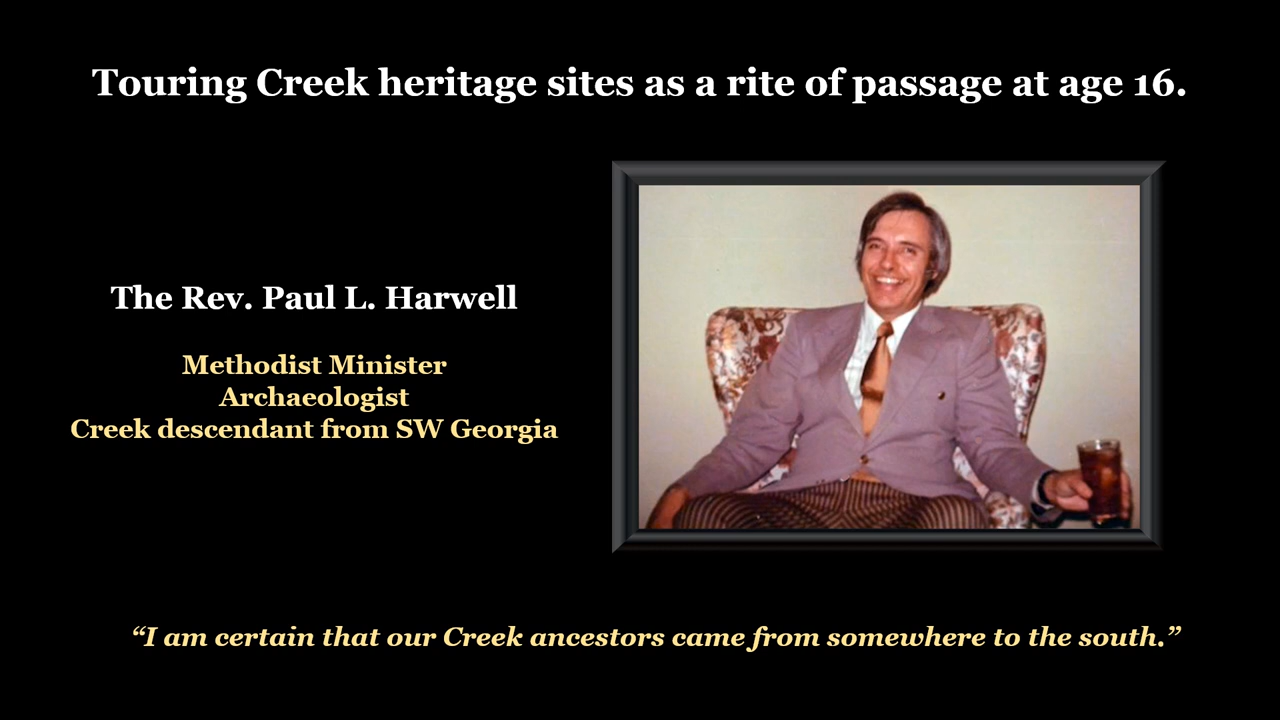 Touring Creek heritage sites as a rite of passage at age 16.
The Rev. Paul L. Harwell
Methodist Minister
Archaeologist
Creek descendant from SW Georgia
“I am certain that our Creek ancestors came from somewhere to the south.”